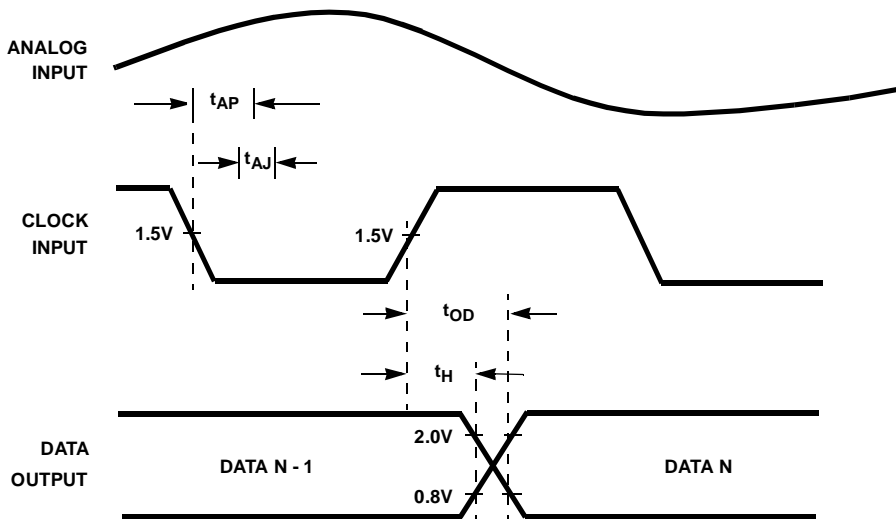 ANALOG
INPUT
tAP
tAJ
CLOCK
INPUT
1.5V
1.5V
tOD
tH
DATA
OUTPUT
2.0V
DATA N - 1
DATA N
0.8V